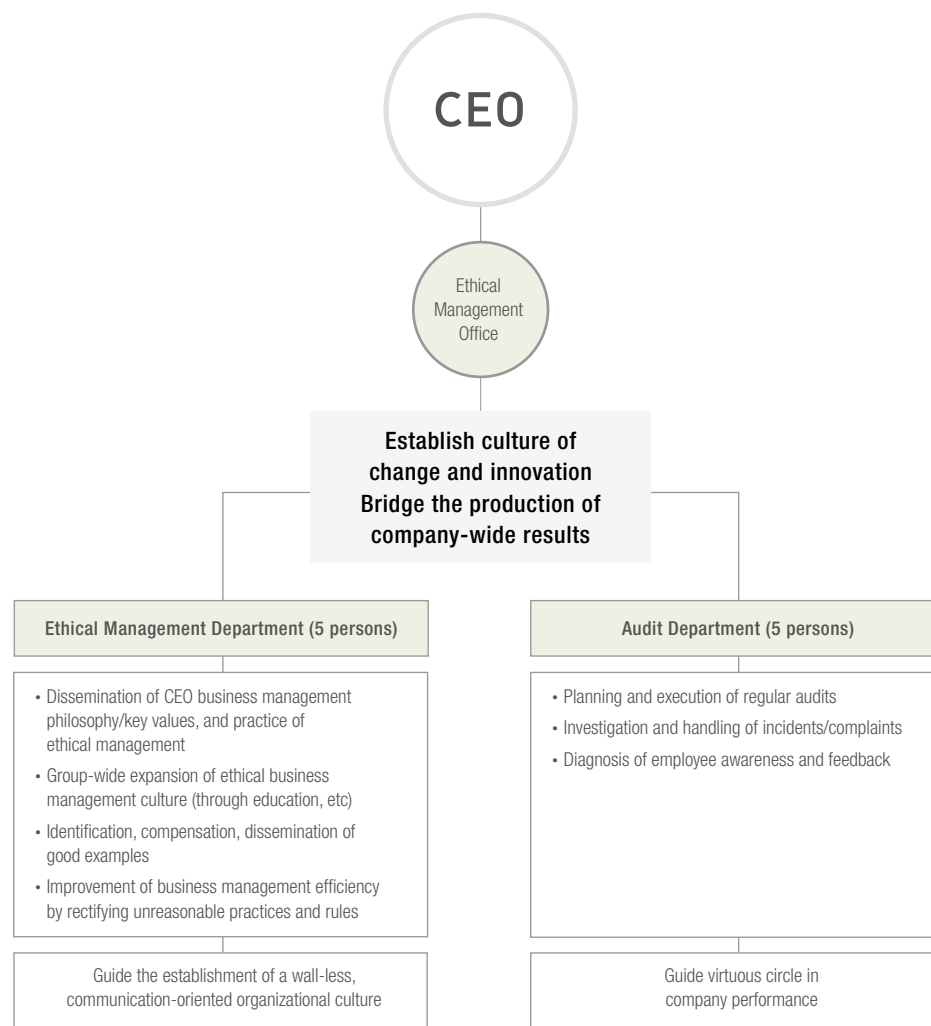 CEO
Ethical
Management
Office
Establish culture of
change and innovation
Bridge the production of
company-wide results
Ethical Management Department (5 persons)
• Dissemination of CEO business management
philosophy/key values, and practice of
ethical management
• Group-wide expansion of ethical business
management culture (through education, etc)
• Identification, compensation, dissemination of
good examples
• Improvement of business management efficiency
by rectifying unreasonable practices and rules
Guide the establishment of a wall-less,
communication-oriented organizational culture
Audit Department (5 persons)
• Planning and execution of regular audits
• Investigation and handling of incidents/complaints
• Diagnosis of employee awareness and feedback
Guide virtuous circle in
company performance